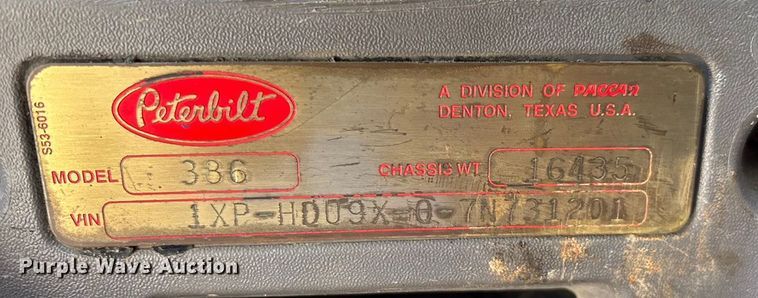 Peterbilt
A DIVISION OF PACCAR
DENTON, TEXAS U.S.A.
S53-6016
MODEL 386
CHASSIS WT 16435
VIN 1XP-HD09X-0-7N731201
Purple Wave Auction